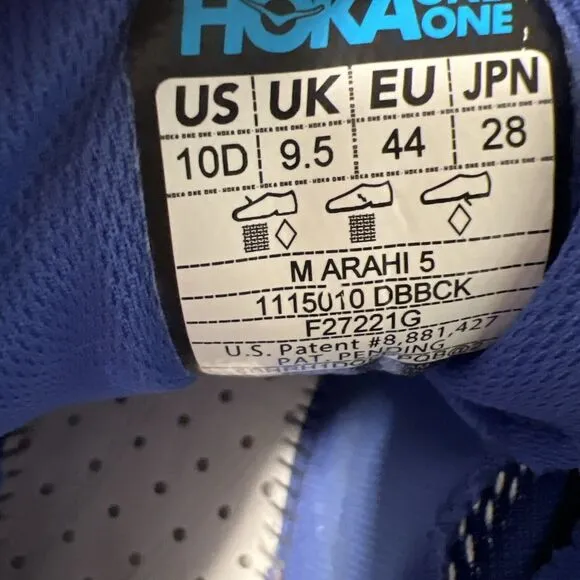 HOKA ONE ONE
US UK EU JPN
10D 9.5 44 28
M ARAHI 5
1115010 DBBCK
F27221G
U.S. Patent #8,881,427
PAT. PENDING